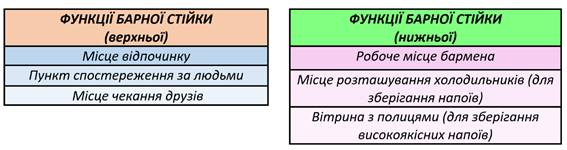 ФУНКЦІЇ БАРНОЇ СТІЙКИ
(верхньої)
Місце відпочинку
Пункт спостереження за людьми
Місце чекання друзів
ФУНКЦІЇ БАРНОЇ СТІЙКИ
(нижньої)
Робоче місце бармена
Місце розташування холодильників (для
зберігання напоїв)
Вітрина з полицями (для зберігання
високоякісних напоїв)